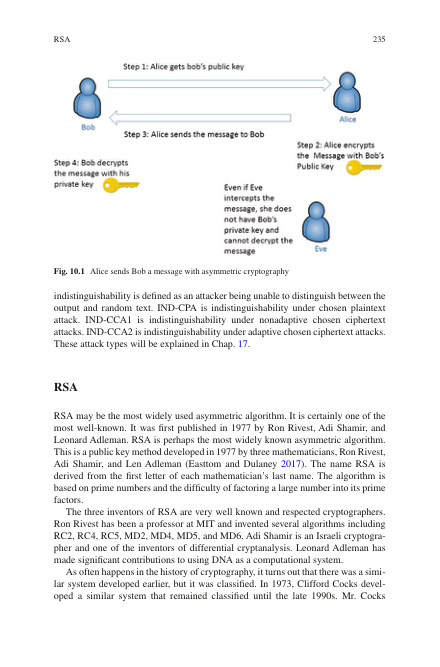 RSA 235
Step 1: Alice gets bob's public key
Bob
Alice
Step 3: Alice sends the message to Bob
Step 2: Alice encrypts
the Message with Bob's
Public Key
Step 4: Bob decrypts
the message with his
private key
Even if Eve
intercepts the
message, she does
not have Bob's
private key and
cannot decrypt the
message
Eve
Fig. 10.1 Alice sends Bob a message with asymmetric cryptography
indistinguishability is defined as an attacker being unable to distinguish between the
output and random text. IND-CPA is indistinguishability under chosen plaintext
attack. IND-CCA1 is indistinguishability under nonadaptive chosen ciphertext
attacks. IND-CCA2 is indistinguishability under adaptive chosen ciphertext attacks.
These attack types will be explained in Chap. 17.
RSA
RSA may be the most widely used asymmetric algorithm. It is certainly one of the
most well-known. It was first published in 1977 by Ron Rivest, Adi Shamir, and
Leonard Adleman. RSA is perhaps the most widely known asymmetric algorithm.
This is a public key method developed in 1977 by three mathematicians, Ron Rivest,
Adi Shamir, and Len Adleman (Easttom and Dulaney 2017). The name RSA is
derived from the first letter of each mathematician's last name. The algorithm is
based on prime numbers and the difficulty of factoring a large number into its prime
factors.
The three inventors of RSA are very well known and respected cryptographers.
Ron Rivest has been a professor at MIT and invented several algorithms including
RC2, RC4, RC5, MD2, MD4, MD5, and MD6. Adi Shamir is an Israeli cryptogra-
pher and one of the inventors of differential cryptanalysis. Leonard Adleman has
made significant contributions to using DNA as a computational system.
As often happens in the history of cryptography, it turns out that there was a simi-
lar system developed earlier, but it was classified. In 1973, Clifford Cocks devel-
oped a similar system that remained classified until the late 1990s. Mr. Cocks